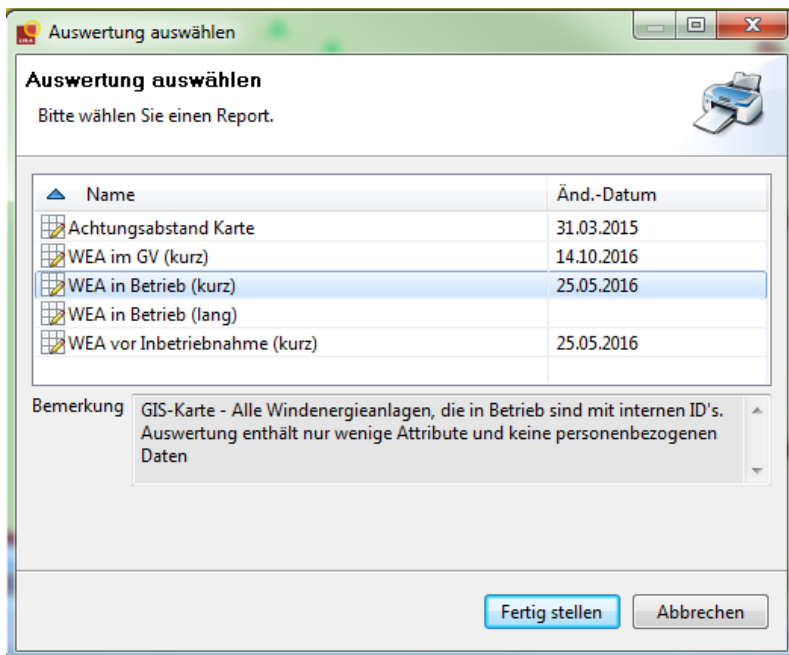 Auswertung auswählen
Auswertung auswählen
Bitte wählen Sie einen Report.
Name Änd.-Datum
Achtungsabstand Karte 31.03.2015
WEA im GV (kurz) 14.10.2016
WEA in Betrieb (kurz) 25.05.2016
WEA in Betrieb (lang)
WEA vor Inbetriebnahme (kurz) 25.05.2016
Bemerkung GIS-Karte - Alle Windenergieanlagen, die in Betrieb sind mit internen ID's.
Auswertung enthält nur wenige Attribute und keine personenbezogenen
Daten
Fertig stellen Abbrechen